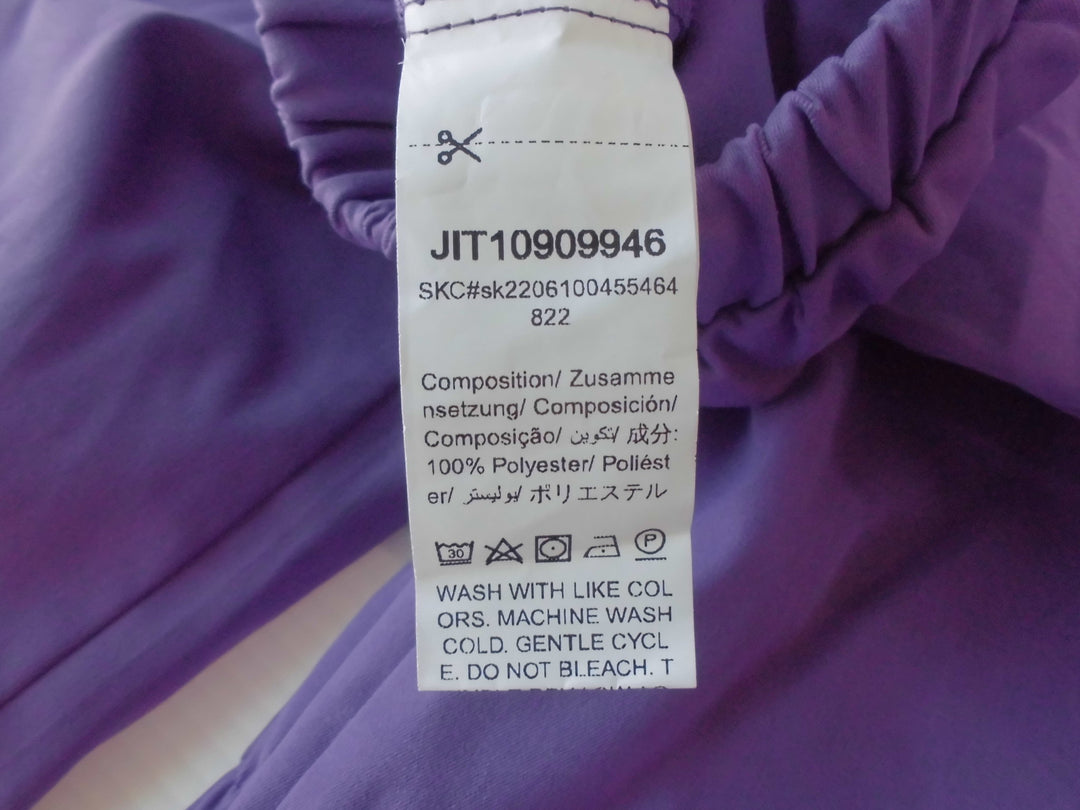 JIT10909946
SKC#sk2206100455464
822
Composition/ Zusamme
nsetzung/ Composición/
Composição/ تكوين/ 成分:
100% Polyester/ Poliést
er/ بوليستر/ ポリエステル
30 P
WASH WITH LIKE COL
ORS. MACHINE WASH
COLD. GENTLE CYCL
E. DO NOT BLEACH. T